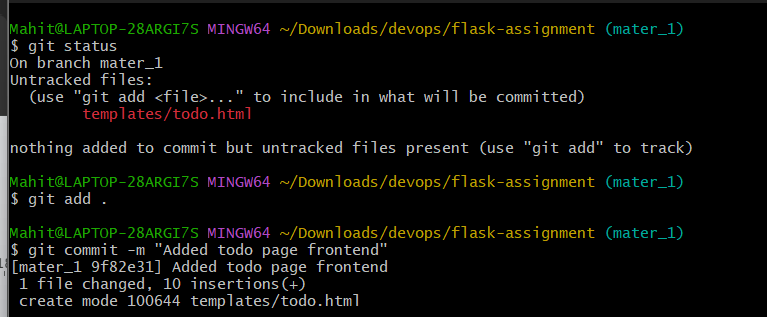 Mahit@LAPTOP-28ARGI7S MINGW64 ~/Downloads/devops/flask-assignment (mater_1)
$ git status
On branch mater_1
Untracked files:
  (use "git add <file>..." to include in what will be committed)
        templates/todo.html

nothing added to commit but untracked files present (use "git add" to track)

Mahit@LAPTOP-28ARGI7S MINGW64 ~/Downloads/devops/flask-assignment (mater_1)
$ git add .

Mahit@LAPTOP-28ARGI7S MINGW64 ~/Downloads/devops/flask-assignment (mater_1)
$ git commit -m "Added todo page frontend"
[mater_1 9f82e31] Added todo page frontend
 1 file changed, 10 insertions(+)
 create mode 100644 templates/todo.html